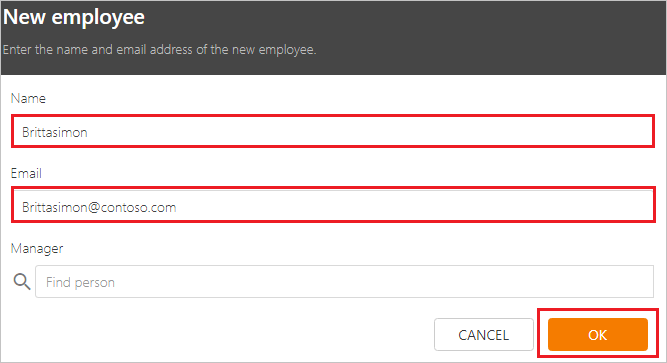 New employee
Enter the name and email address of the new employee.
Name
Brittasimon
Email
Brittasimon@contoso.com
Manager
Find person
CANCEL
OK